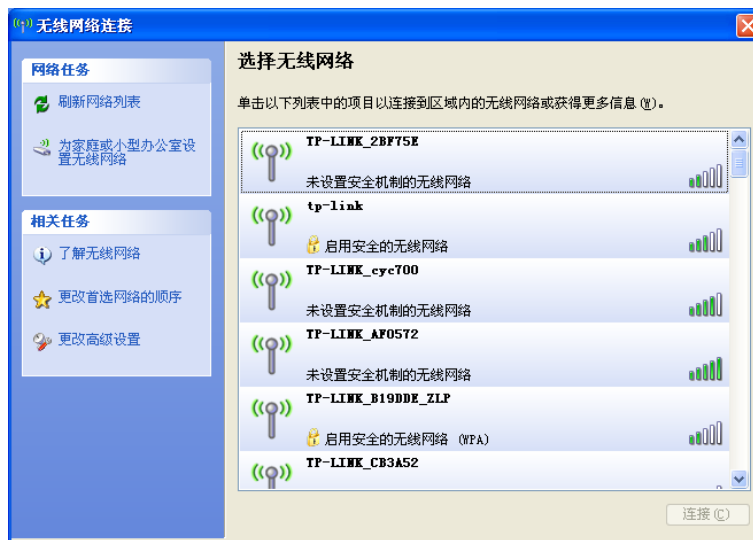 无线网络连接
网络任务
刷新网络列表
为家庭或小型办公室设
置无线网络
相关任务
了解无线网络
更改首选网络的顺序
更改高级设置
选择无线网络
单击以下列表中的项目以连接到区域内的无线网络或获得更多信息(W)。
TP-LINK_2BF75E
未设置安全机制的无线网络
tp-link
启用安全的无线网络
TP-LINK_cyc700
未设置安全机制的无线网络
TP-LINK_AF0572
未设置安全机制的无线网络
TP-LINK_B19DDE_ZLP
启用安全的无线网络 (WPA)
TP-LINK_CB3A52
连接(C)